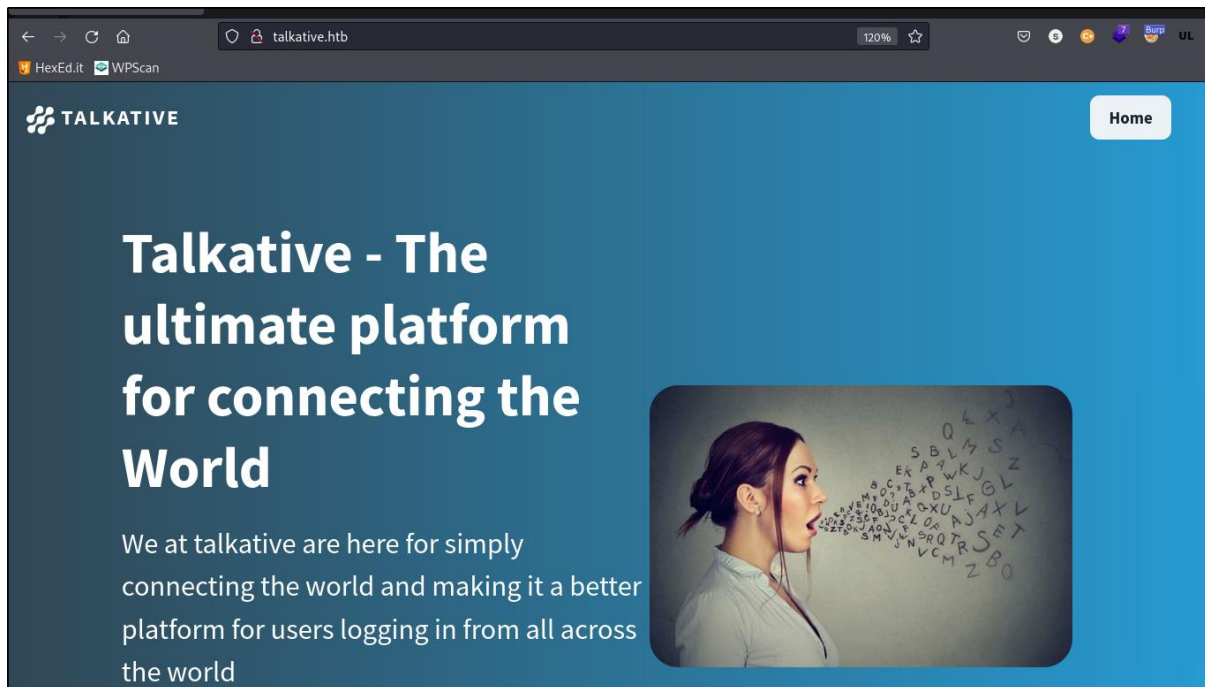 talkative.htb
120%
S
C+
7
Burp
UL
HexEd.it
WPScan
TALKATIVE
Home
Talkative - The
ultimate platform
for connecting the
World
We at talkative are here for simply
connecting the world and making it a better
platform for users logging in from all across
the world